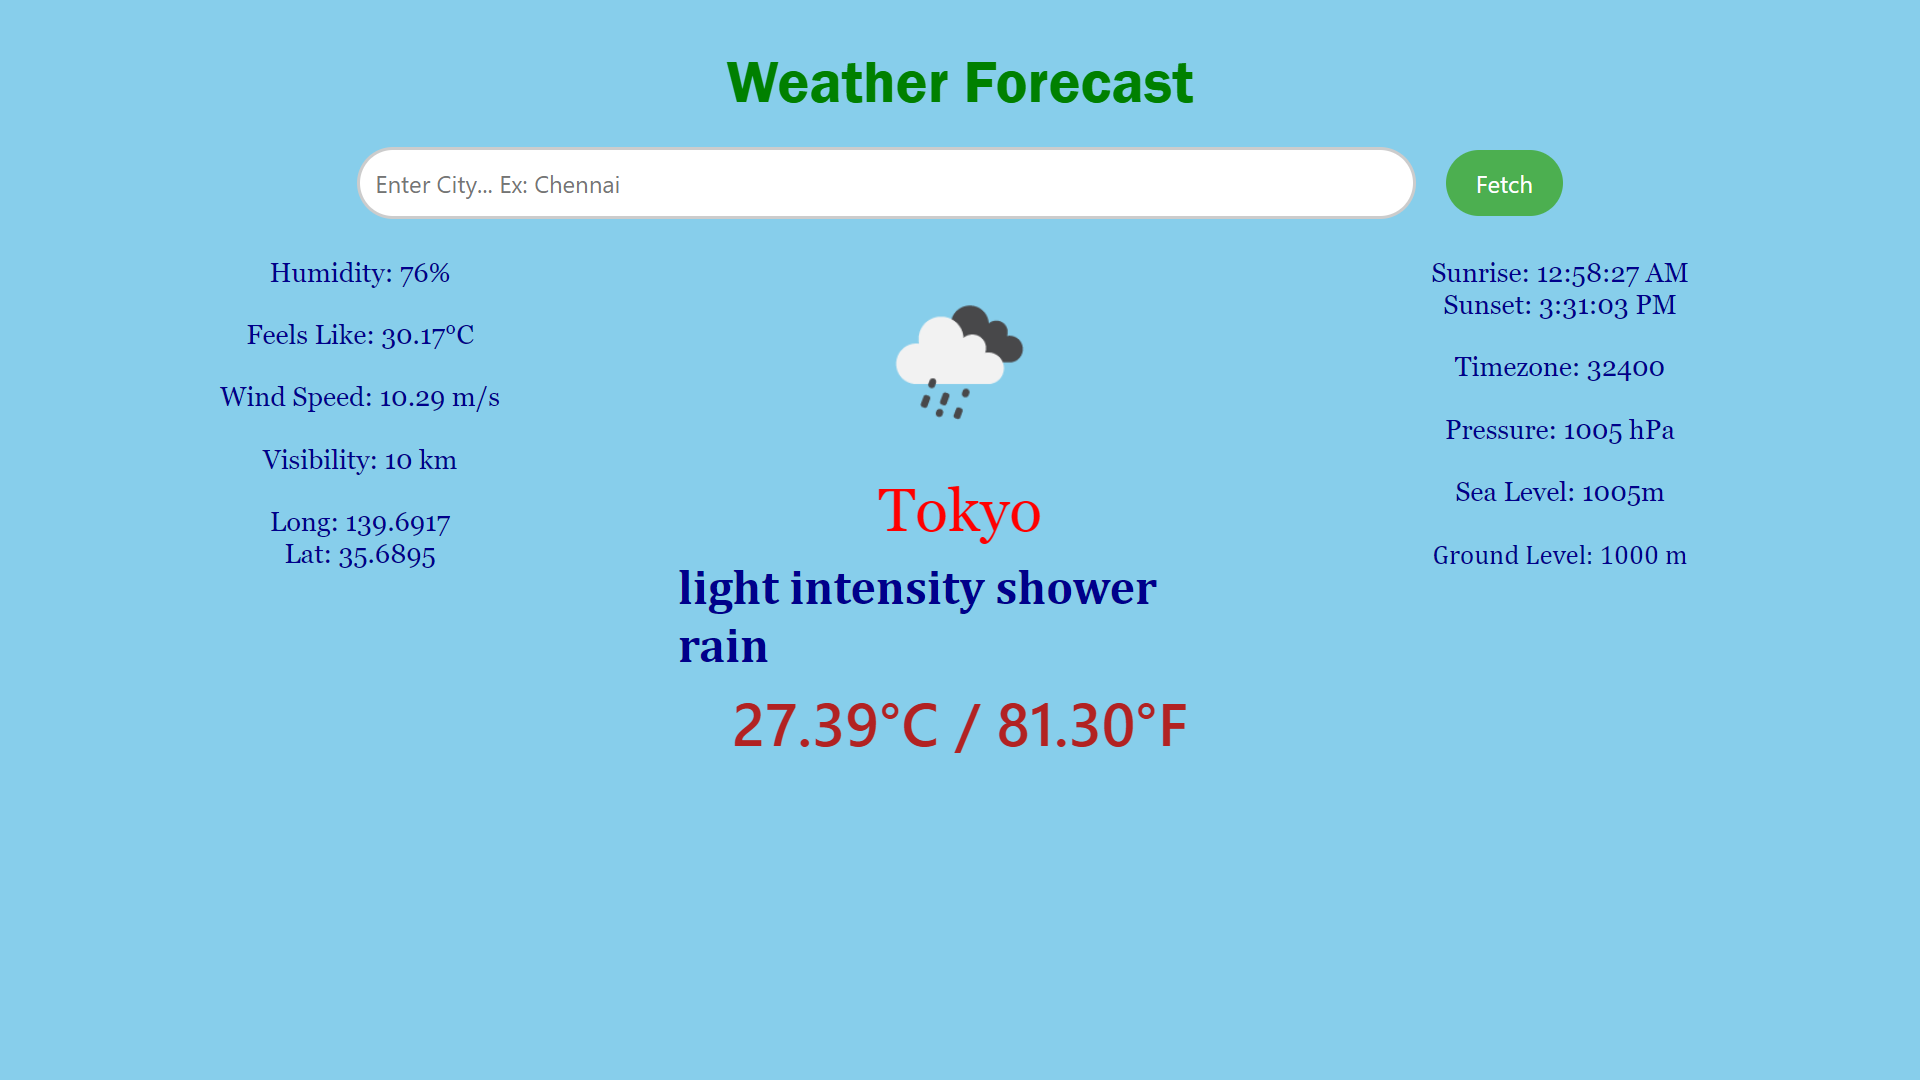 Weather Forecast
Enter City... Ex: Chennai
Fetch
Humidity: 76%
Feels Like: 30.17°C
Wind Speed: 10.29 m/s
Visibility: 10 km
Long: 139.6917
Lat: 35.6895
Tokyo
light intensity shower
rain
27.39°C / 81.30°F
Sunrise: 12:58:27 AM
Sunset: 3:31:03 PM
Timezone: 32400
Pressure: 1005 hPa
Sea Level: 1005m
Ground Level: 1000 m